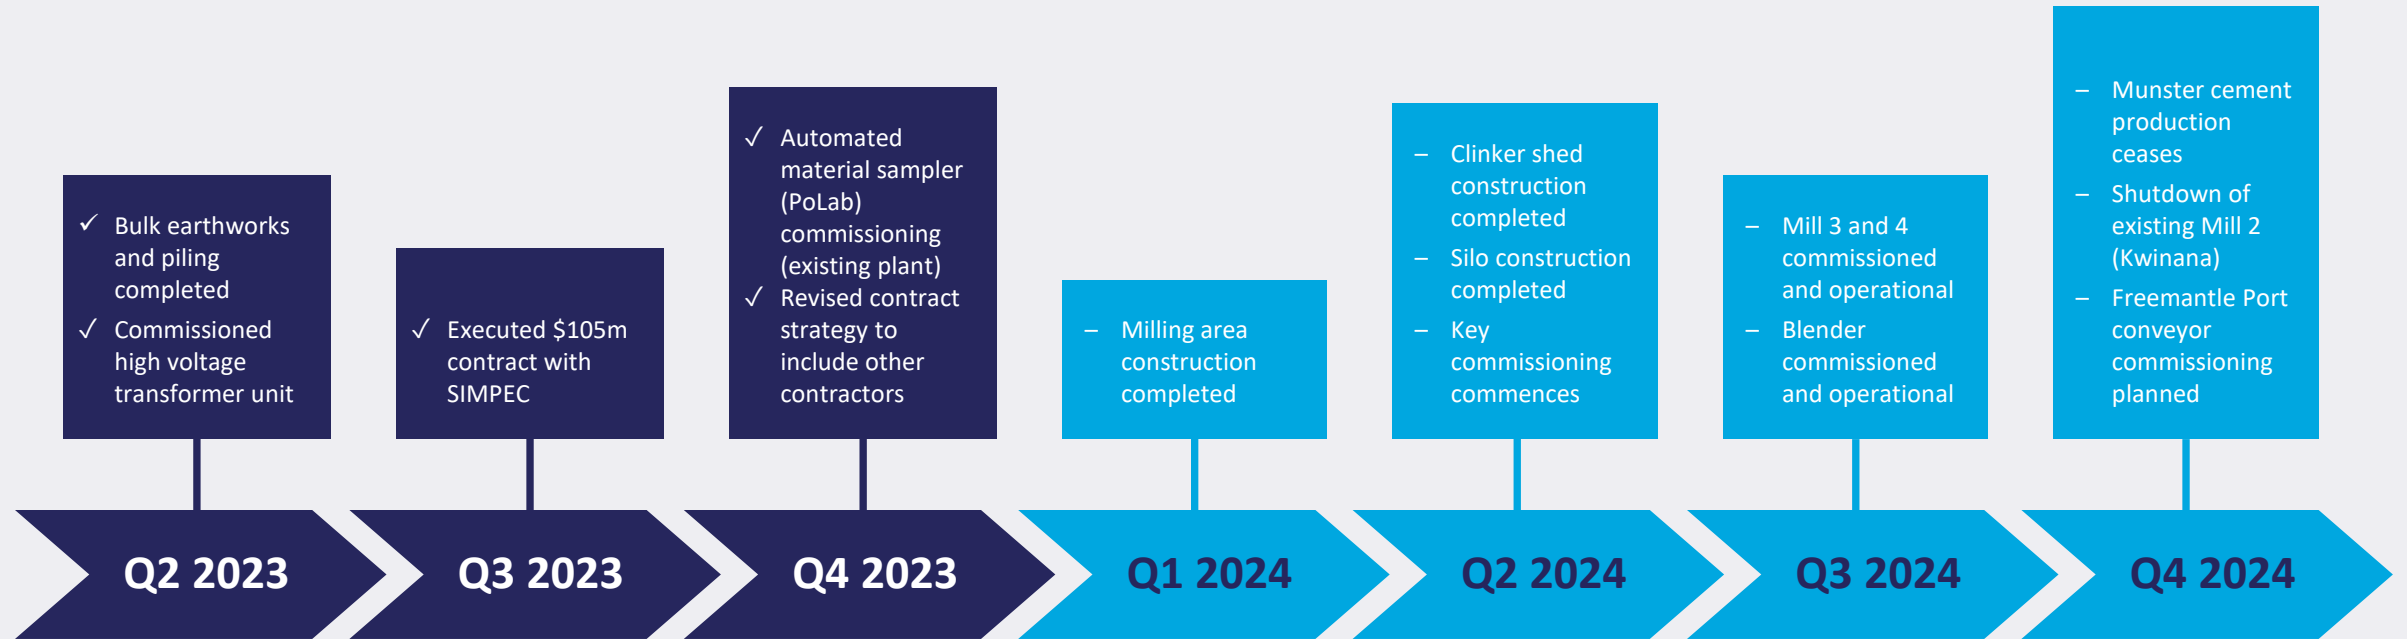 ✓ Bulk earthworks
and piling
completed
✓ Commissioned
high voltage
transformer unit
✓ Executed $105m
contract with
SIMPEC
✓ Automated
material sampler
(PoLab)
commissioning
(existing plant)
✓ Revised contract
strategy to
include other
contractors
– Milling area
construction
completed
– Clinker shed
construction
completed
– Silo construction
completed
– Key
commissioning
commences
– Mill 3 and 4
commissioned
and operational
– Blender
commissioned
and operational
– Munster cement
production
ceases
– Shutdown of
existing Mill 2
(Kwinana)
– Freemantle Port
conveyor
commissioning
planned
Q2 2023
Q3 2023
Q4 2023
Q1 2024
Q2 2024
Q3 2024
Q4 2024